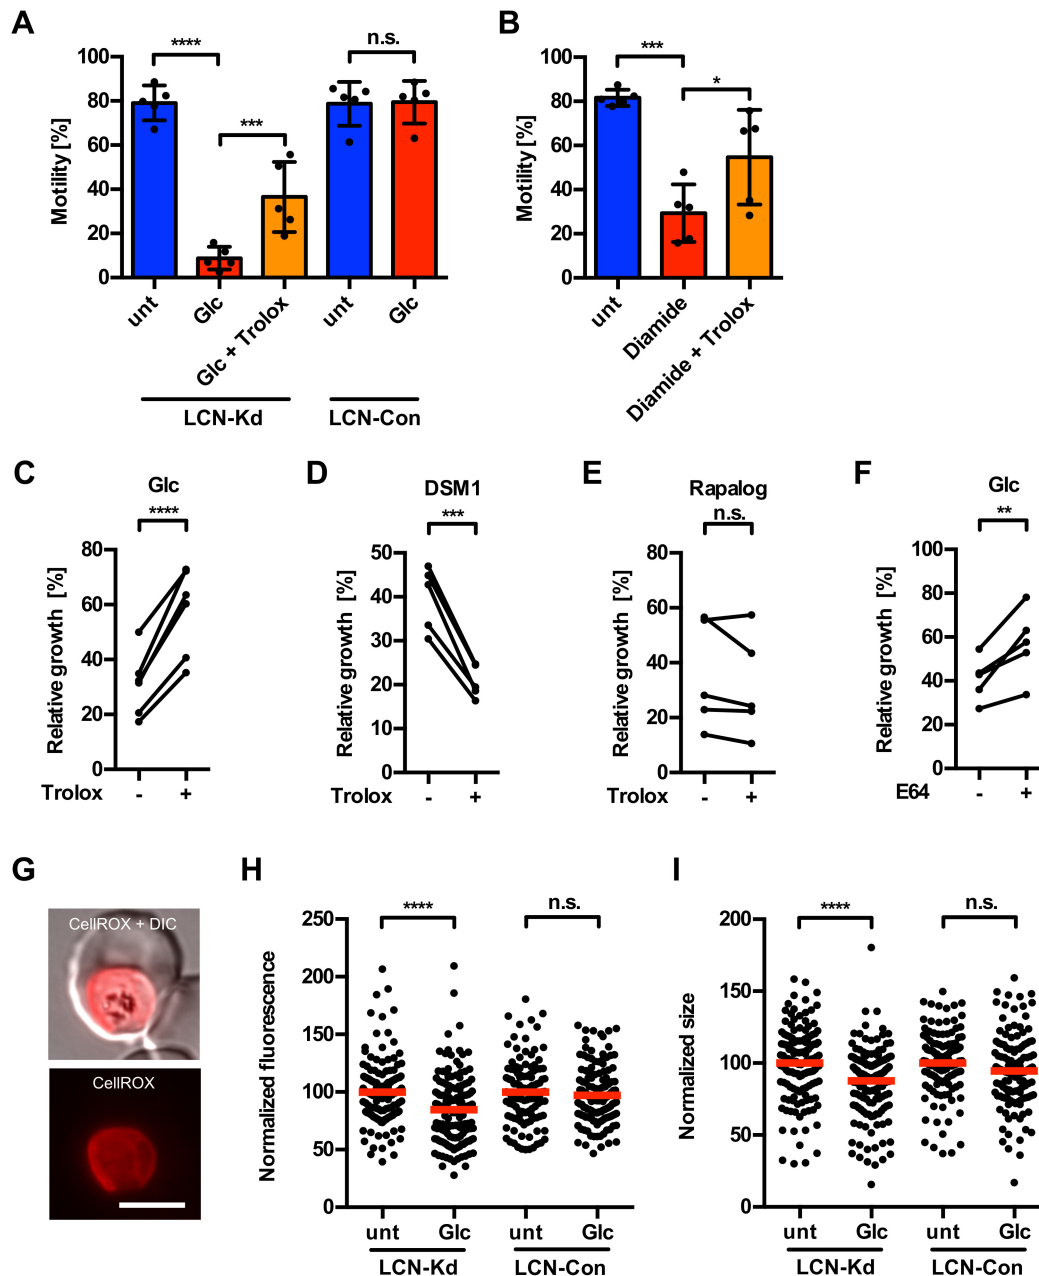 A
B
****
***
n.s.
***
*
Motility [%]
100
80
60
40
20
0
unt
Glc
Glc + Trolox
unt
Glc
LCN-Kd
LCN-Con
Motility [%]
100
80
60
40
20
0
unt
Diamide
Diamide + Trolox
C
Glc
****
Relative growth [%]
80
60
40
20
0
Trolox - +
D
DSM1
***
Relative growth [%]
50
40
30
20
10
0
Trolox - +
E
Rapalog
n.s.
Relative growth [%]
80
60
40
20
0
Trolox - +
F
Glc
**
Relative growth [%]
100
80
60
40
20
0
E64 - +
G
CellROX + DIC
CellROX
H
****
n.s.
Normalized fluorescence
250
200
150
100
50
0
unt Glc unt Glc
LCN-Kd LCN-Con
I
****
n.s.
Normalized size
200
150
100
50
0
unt Glc unt Glc
LCN-Kd LCN-Con